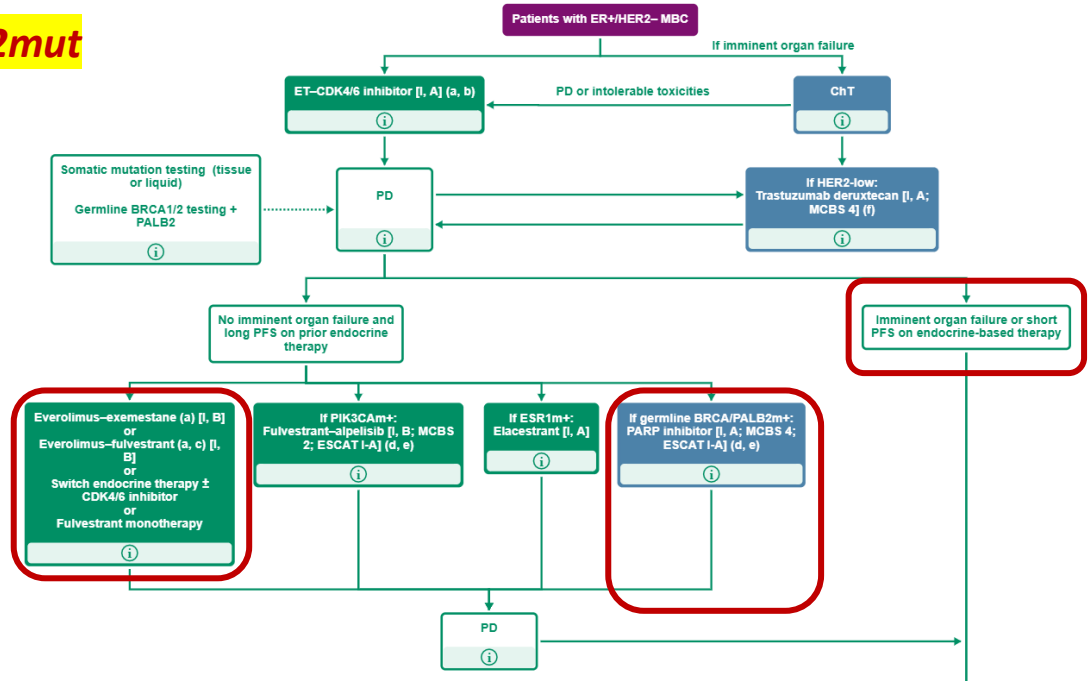 2mut
Patients with ER+/HER2– MBC
If imminent organ failure
ET–CDK4/6 inhibitor [I, A] (a, b)
PD or intolerable toxicities
ChT
Somatic mutation testing (tissue
or liquid)
Germline BRCA1/2 testing +
PALB2
PD
If HER2-low:
Trastuzumab deruxtecan [I, A;
MCBS 4] (f)
No imminent organ failure and
long PFS on prior endocrine
therapy
Imminent organ failure or short
PFS on endocrine-based therapy
Everolimus–exemestane (a) [I, B]
or
Everolimus–fulvestrant (a, c) [I,
B]
or
Switch endocrine therapy ±
CDK4/6 inhibitor
or
Fulvestrant monotherapy
If PIK3CAm+:
Fulvestrant–alpelisib [I, B; MCBS
2; ESCAT I-A] (d, e)
If ESR1m+:
Elacestrant [I, A]
If germline BRCA/PALB2m+:
PARP inhibitor [I, A; MCBS 4;
ESCAT I-A] (d, e)
PD